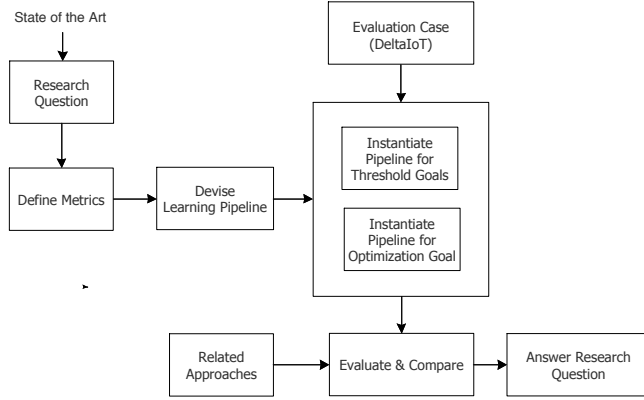 State of the Art
Research
Question
Define Metrics
Devise
Learning Pipeline
Evaluation Case
(DeltaIoT)
Instantiate
Pipeline for
Threshold Goals
Instantiate
Pipeline for
Optimization Goal
Related
Approaches
Evaluate & Compare
Answer Research
Question